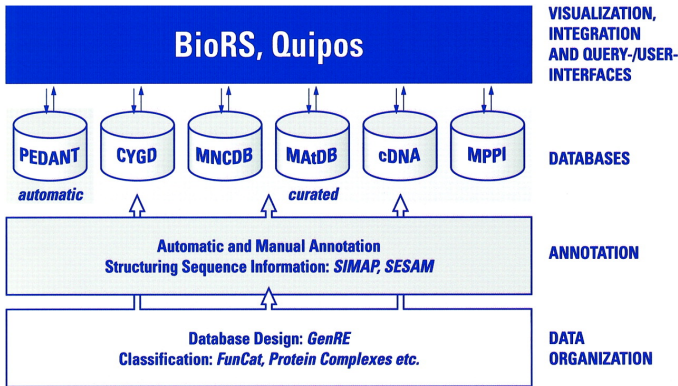 BioRS, Quipos
VISUALIZATION,
INTEGRATION
AND QUERY-/USER-
INTERFACES
PEDANT
CYGD
MNCDB
MAtDB
cDNA
MPPI
DATABASES
automatic
curated
Automatic and Manual Annotation
Structuring Sequence Information: SIMAP, SESAM
ANNOTATION
Database Design: GenRE
Classification: FunCat, Protein Complexes etc.
DATA
ORGANIZATION